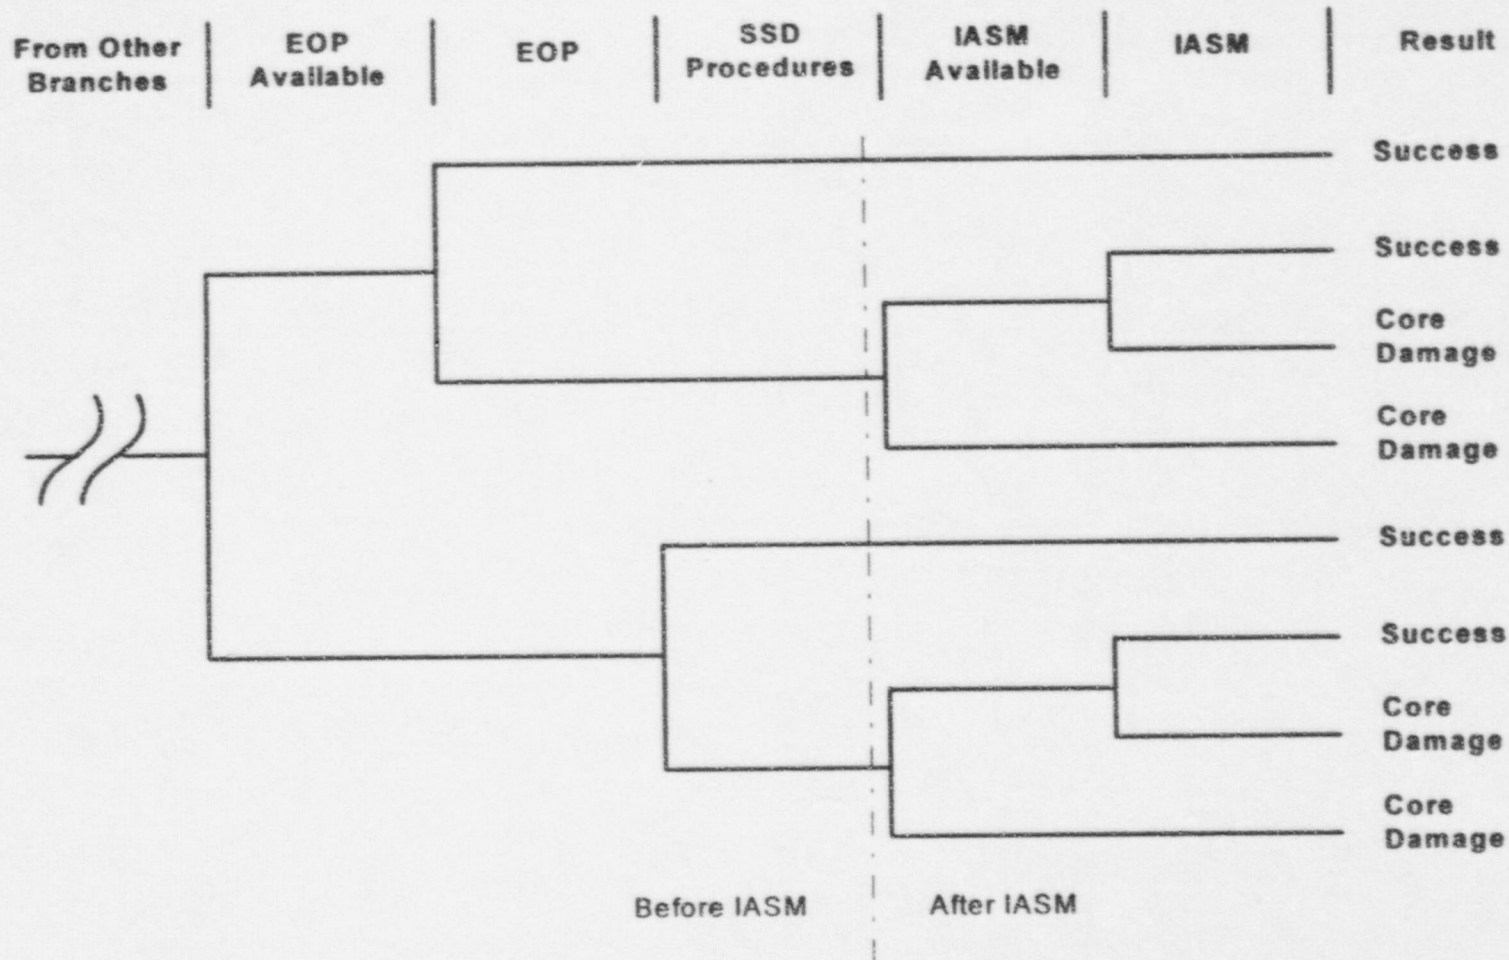 From Other
Branches
EOP
Available
EOP
SSD
Procedures
IASM
Available
IASM
Result
Success
Success
Core
Damage
Core
Damage
Success
Success
Core
Damage
Core
Damage
Before IASM
After IASM